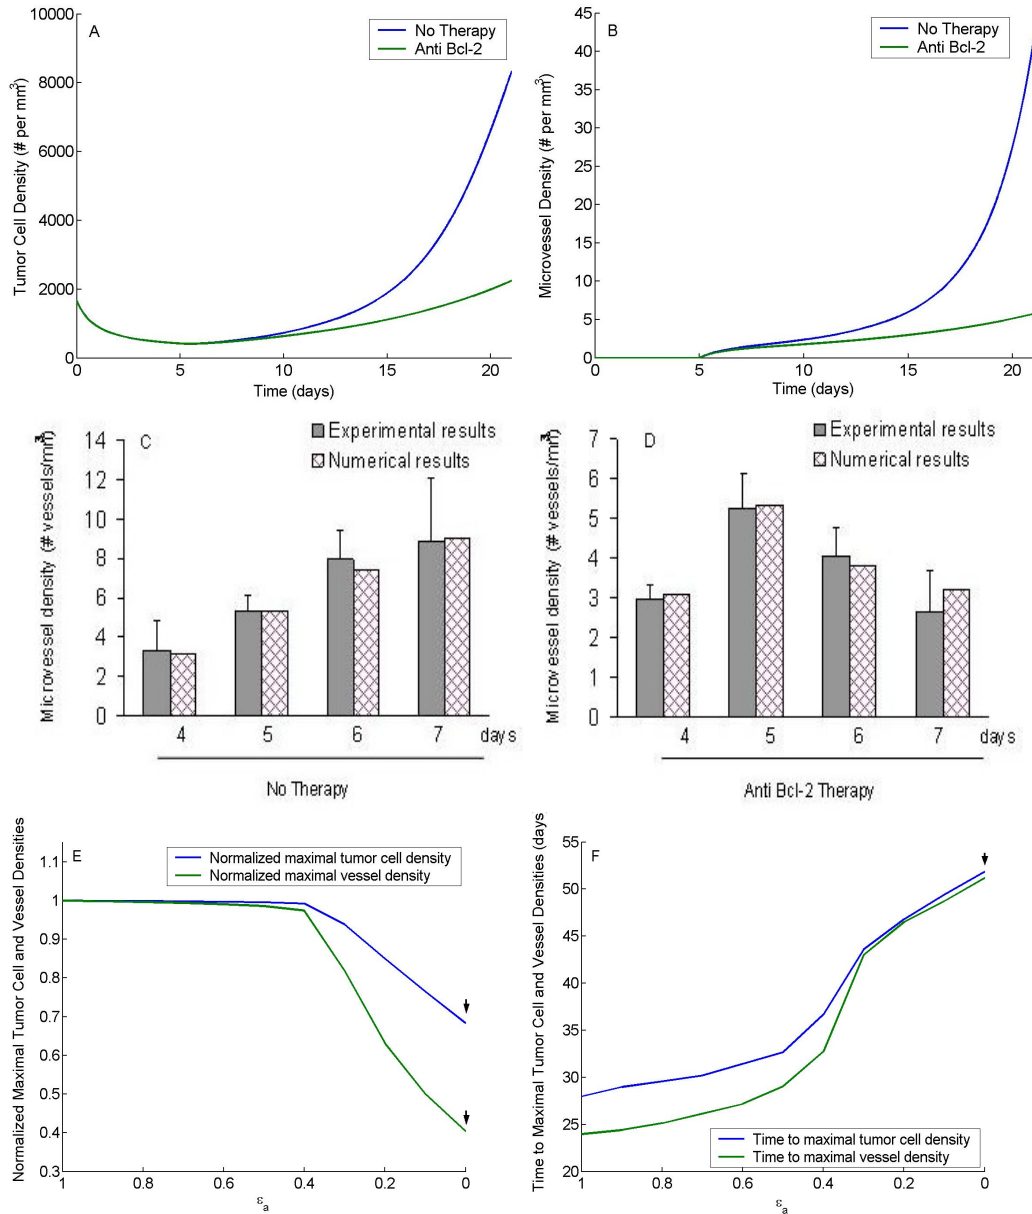 A
No Therapy
Anti Bcl-2
Tumor Cell Density (# per mm³)
10000
8000
6000
4000
2000
0
0 5 10 15 20
Time (days)
B
No Therapy
Anti Bcl-2
Microvessel Density (# per mm³)
45
40
35
30
25
20
15
10
5
0
0 5 10 15 20
Time (days)
C
Experimental results
Numerical results
Microvessel density (# vessels/mm³)
14
12
10
8
6
4
2
0
4 5 6 7 days
No Therapy
D
Experimental results
Numerical results
Microvessel density (# vessels/mm³)
7
6
5
4
3
2
1
0
4 5 6 7 days
Anti Bcl-2 Therapy
E
Normalized maximal tumor cell density
Normalized maximal vessel density
Normalized Maximal Tumor Cell and Vessel Densities
1.1
1
0.9
0.8
0.7
0.6
0.5
0.4
0.3
1 0.8 0.6 0.4 0.2 0
εa
F
Time to Maximal Tumor Cell and Vessel Densities (days
55
50
45
40
35
30
25
20
Time to maximal tumor cell density
Time to maximal vessel density
1 0.8 0.6 0.4 0.2 0
εa